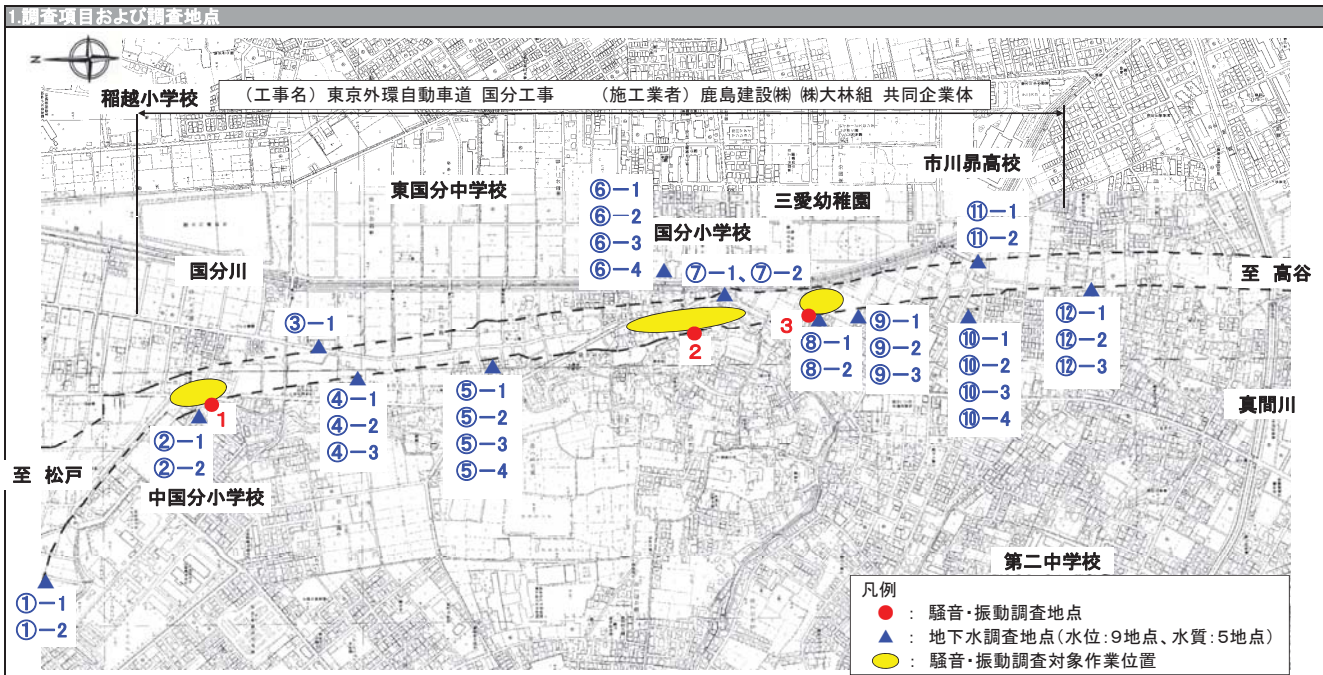 1.調査項目および調査地点
N
(工事名) 東京外環自動車道 国分工事 (施工業者) 鹿島建設㈱ ㈱大林組 共同企業体
稲越小学校
東国分中学校
国分川
⑥-1
⑥-2
⑥-3
⑥-4
国分小学校
三愛幼稚園
市川昴高校
⑪-1
⑪-2
至 高谷
⑦-1、⑦-2
③-1
3
2
1
⑧-1
⑧-2
⑨-1
⑨-2
⑨-3
⑩-1
⑩-2
⑩-3
⑩-4
⑫-1
⑫-2
⑫-3
④-1
④-2
④-3
⑤-1
⑤-2
⑤-3
⑤-4
②-1
②-2
真間川
至 松戸
中国分小学校
①-1
①-2
第二中学校
凡例
: 騒音・振動調査地点
: 地下水調査地点(水位:9地点、水質:5地点)
: 騒音・振動調査対象作業位置